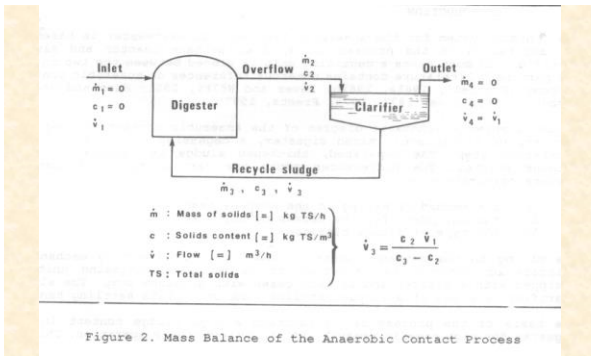 Inlet
ṁ₁ = 0
c₁ = 0
v̇₁
Digester
Overflow
ṁ₂
c₂
v̇₂
Clarifier
Outlet
ṁ₄ = 0
c₄ = 0
v̇₄ = v̇₁
Recycle sludge
ṁ₃ , c₃ , v̇₃
ṁ : Mass of solids [=] kg TS/h
c : Solids content [=] kg TS/m³
v̇ : Flow [=] m³/h
TS : Total solids
v̇₃ = c₂ v̇₁ / c₃ − c₂
Figure 2. Mass Balance of the Anaerobic Contact Process